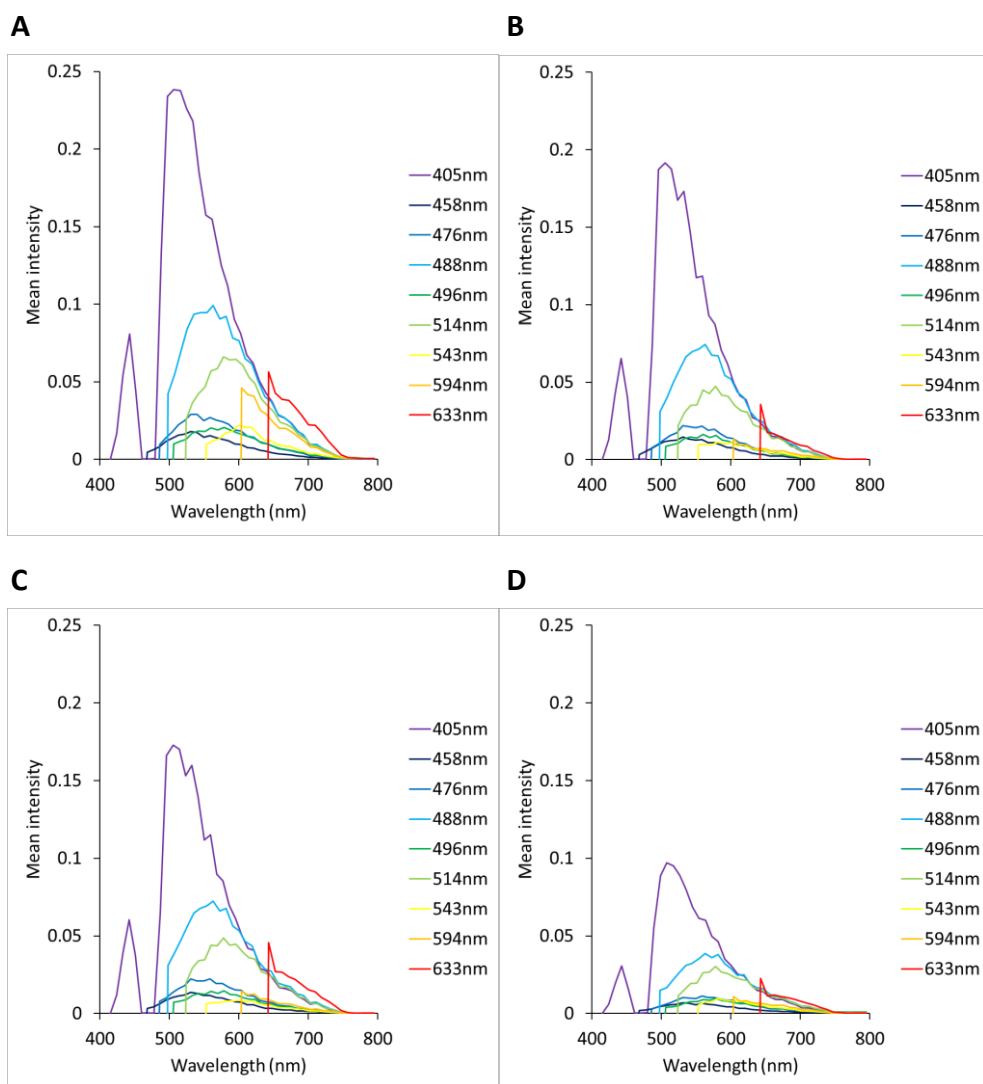 A
0.25
0.2
0.15
0.1
0.05
0
400 500 600 700 800
Mean intensity
Wavelength (nm)
405nm
458nm
476nm
488nm
496nm
514nm
543nm
594nm
633nm
B
0.25
0.2
0.15
0.1
0.05
0
400 500 600 700 800
Mean intensity
Wavelength (nm)
405nm
458nm
476nm
488nm
496nm
514nm
543nm
594nm
633nm
C
0.25
0.2
0.15
0.1
0.05
0
400 500 600 700 800
Mean intensity
Wavelength (nm)
405nm
458nm
476nm
488nm
496nm
514nm
543nm
594nm
633nm
D
0.25
0.2
0.15
0.1
0.05
0
400 500 600 700 800
Mean intensity
Wavelength (nm)
405nm
458nm
476nm
488nm
496nm
514nm
543nm
594nm
633nm